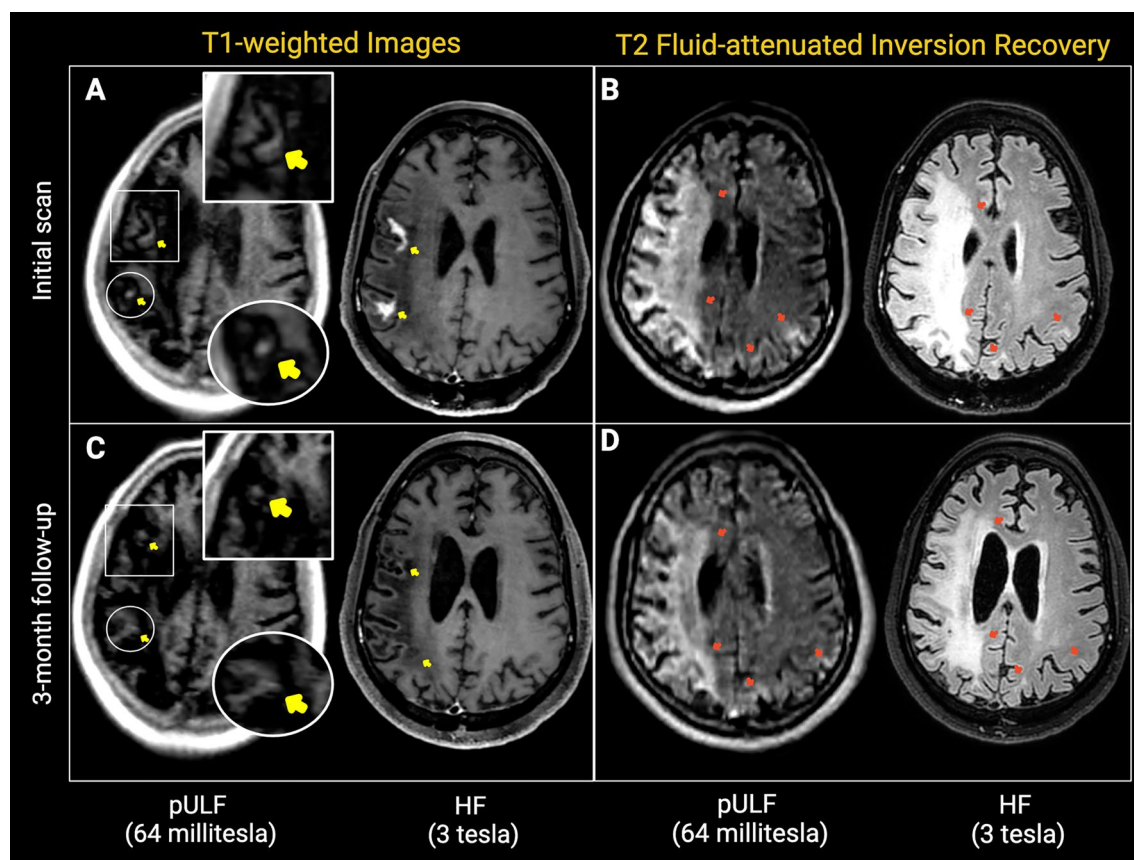 T1-weighted Images
T2 Fluid-attenuated Inversion Recovery
A
B
Initial scan
C
D
3-month follow-up
pULF
(64 millitesla)
HF
(3 tesla)
pULF
(64 millitesla)
HF
(3 tesla)